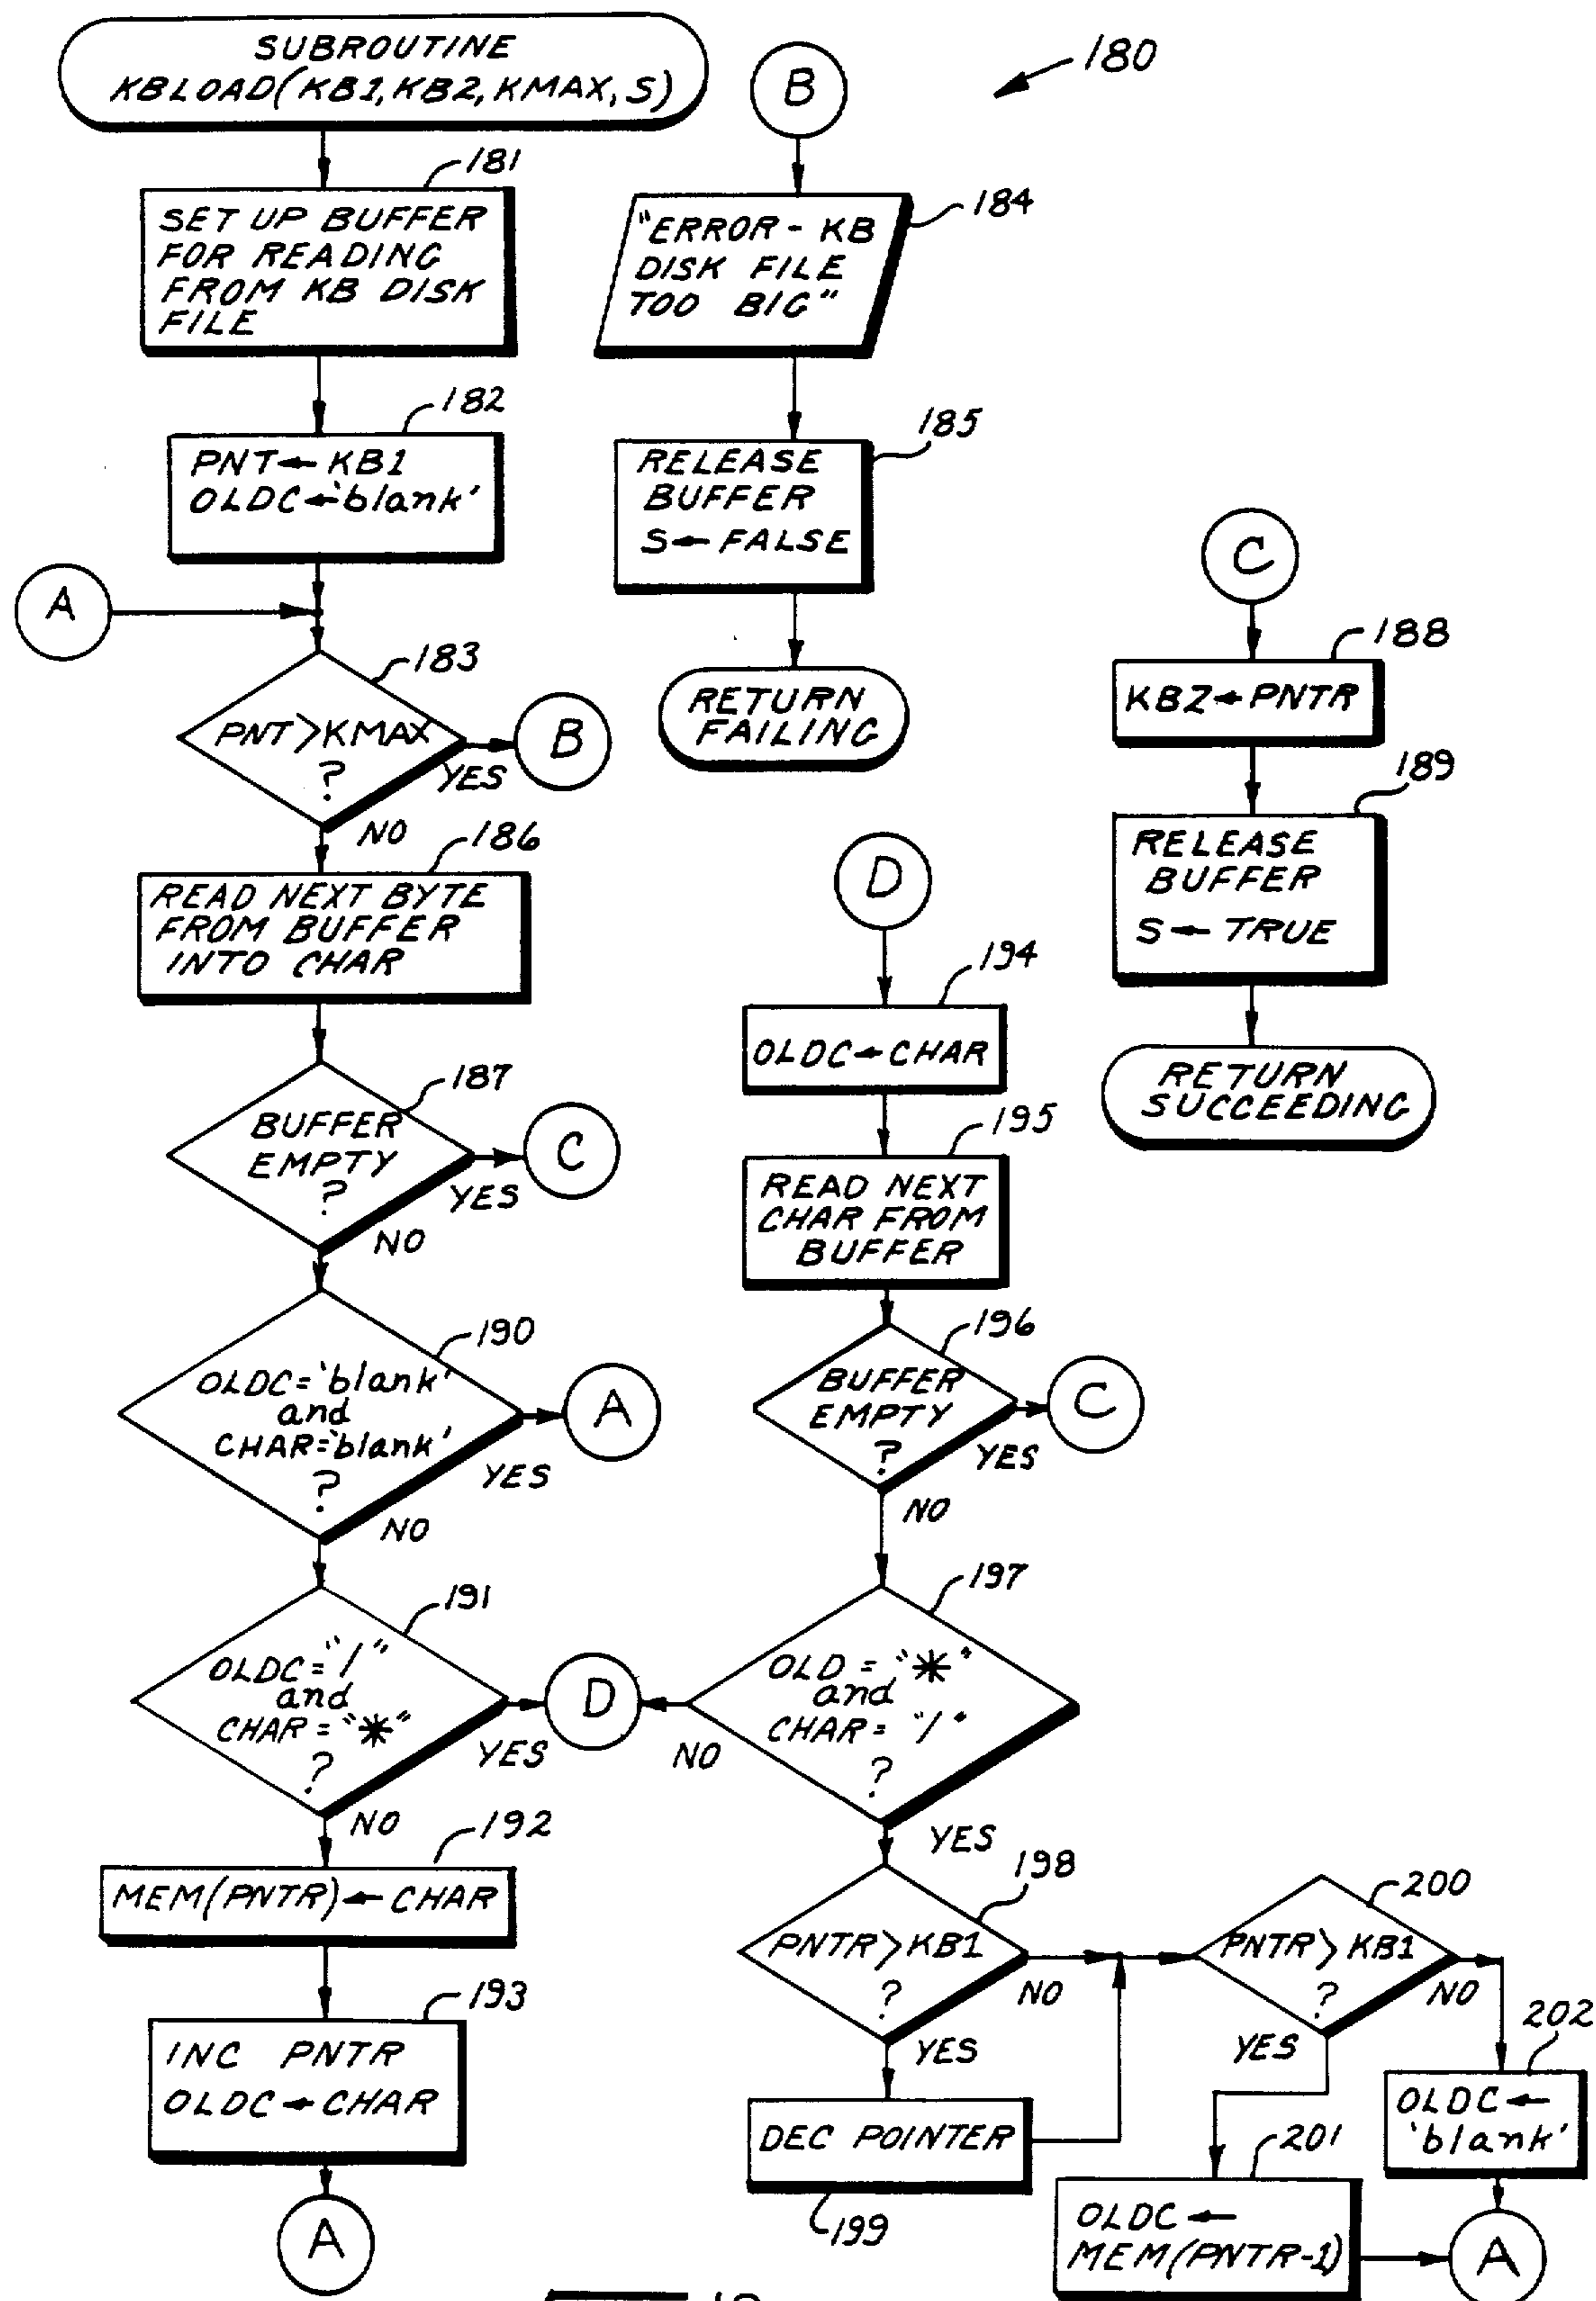 SUBROUTINE
KBLOAD(KB1,KB2,KMAX,S)
181
SET UP BUFFER
FOR READING
FROM KB DISK
FILE
182
PNT←KB1
OLDC←'blank'
A
183
PNT>KMAX
?
YES
B
NO
186
READ NEXT BYTE
FROM BUFFER
INTO CHAR
187
BUFFER
EMPTY
?
YES
C
NO
190
OLDC='blank'
and
CHAR='blank'
?
YES
A
NO
191
OLDC="/"
and
CHAR="*"
?
YES
D
NO
192
MEM(PNTR)←CHAR
193
INC PNTR
OLDC←CHAR
A
180
B
184
"ERROR-KB
DISK FILE
TOO BIG"
185
RELEASE
BUFFER
S←FALSE
RETURN
FAILING
C
188
KB2←PNTR
189
RELEASE
BUFFER
S←TRUE
RETURN
SUCCEEDING
D
194
OLDC←CHAR
195
READ NEXT
CHAR FROM
BUFFER
196
BUFFER
EMPTY
?
YES
C
NO
197
OLD="*"
and
CHAR="/"
?
NO
YES
198
PNTR>KB1
?
NO
YES
DEC POINTER
199
200
PNTR>KB1
?
NO
YES
202
OLDC←
'blank'
201
OLDC←
MEM(PNTR-1)
A